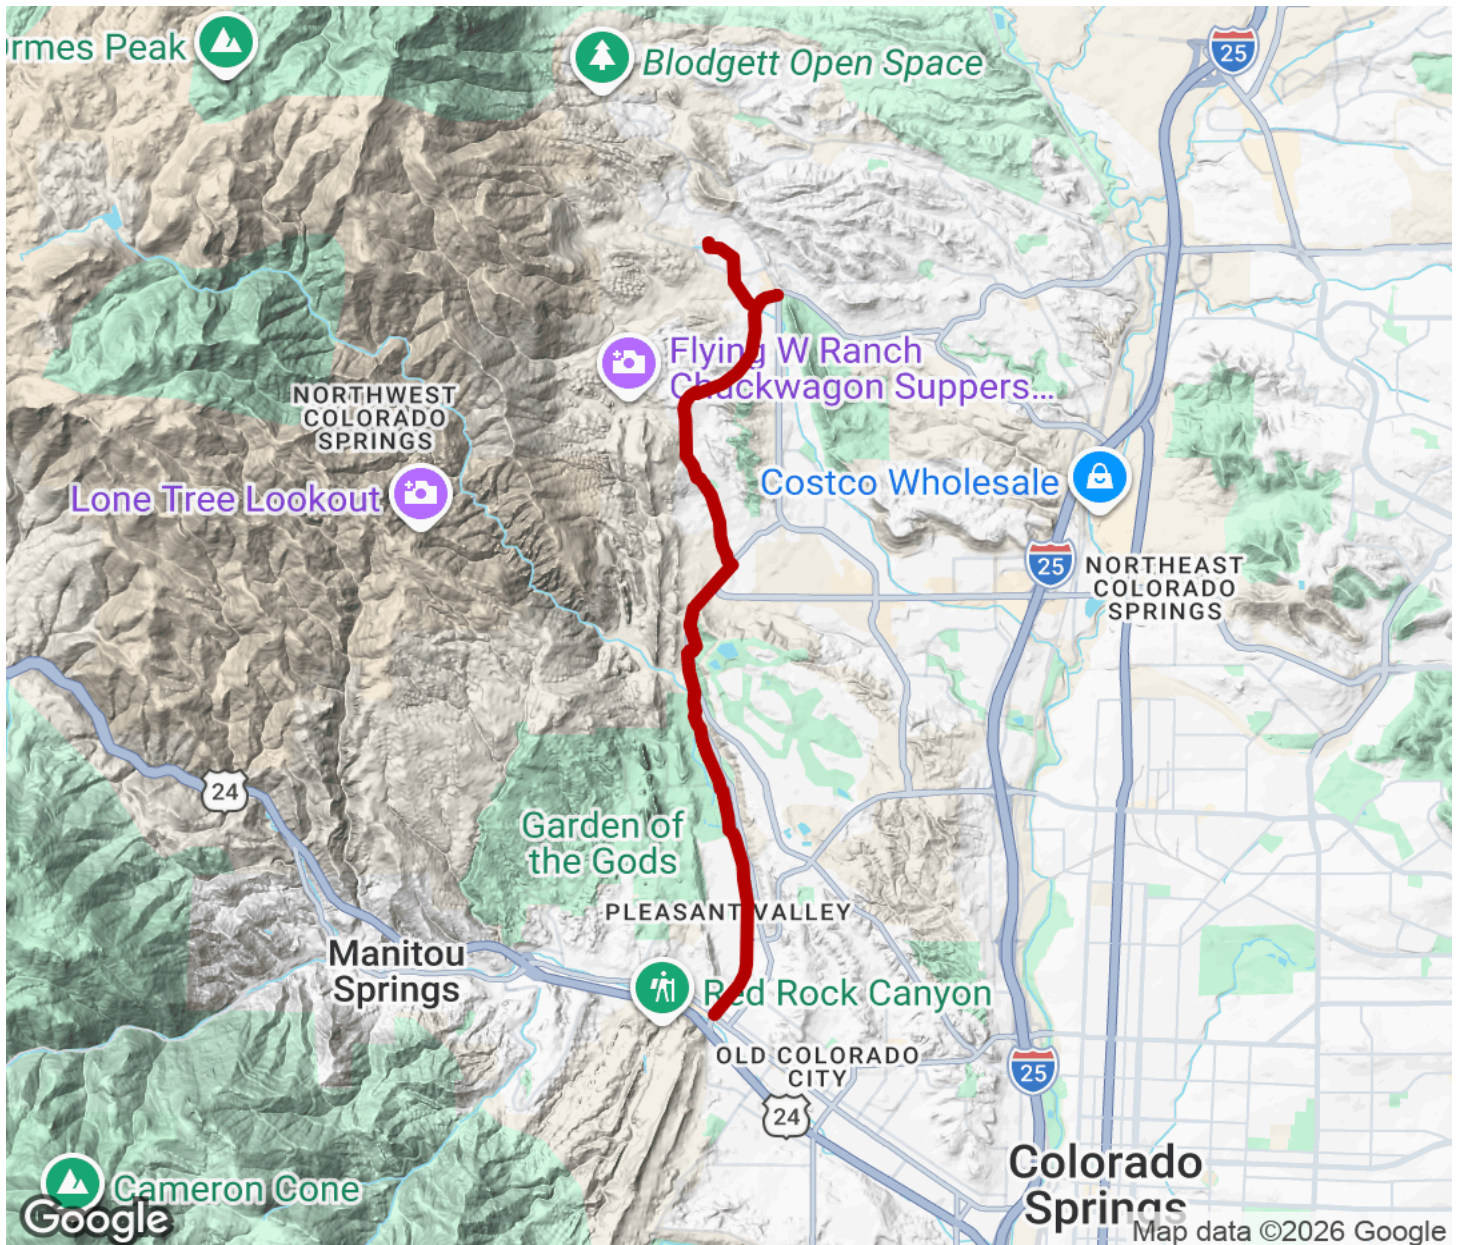 ormes Peak
Blodgett Open Space
25
Flying W Ranch
Chuckwagon Suppers...
NORTHWEST
COLORADO
SPRINGS
Lone Tree Lookout
Costco Wholesale
25
NORTHEAST
COLORADO
SPRINGS
24
Garden of
the Gods
PLEASANT VALLEY
Manitou
Springs
Red Rock Canyon
OLD COLORADO
CITY
25
24
Colorado
Springs
Cameron Cone
Google
Map data ©2026 Google